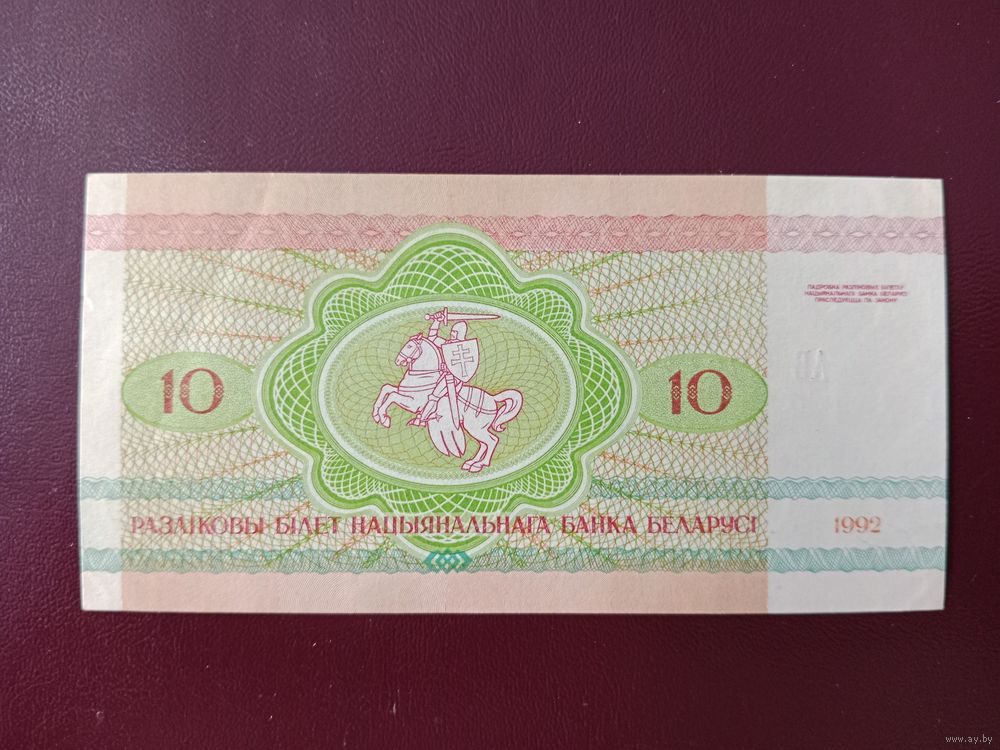 ПАДРОБКА РАЗЛІКОВЫХ БІЛЕТАЎ
НАЦЫЯНАЛЬНАГА БАНКА БЕЛАРУСІ
ПРАСЛЕДУЕЦЦА ПА ЗАКОНУ
10 10
РАЗЛІКОВЫ БІЛЕТ НАЦЫЯНАЛЬНАГА БАНКА БЕЛАРУСІ 1992
www.ay.by